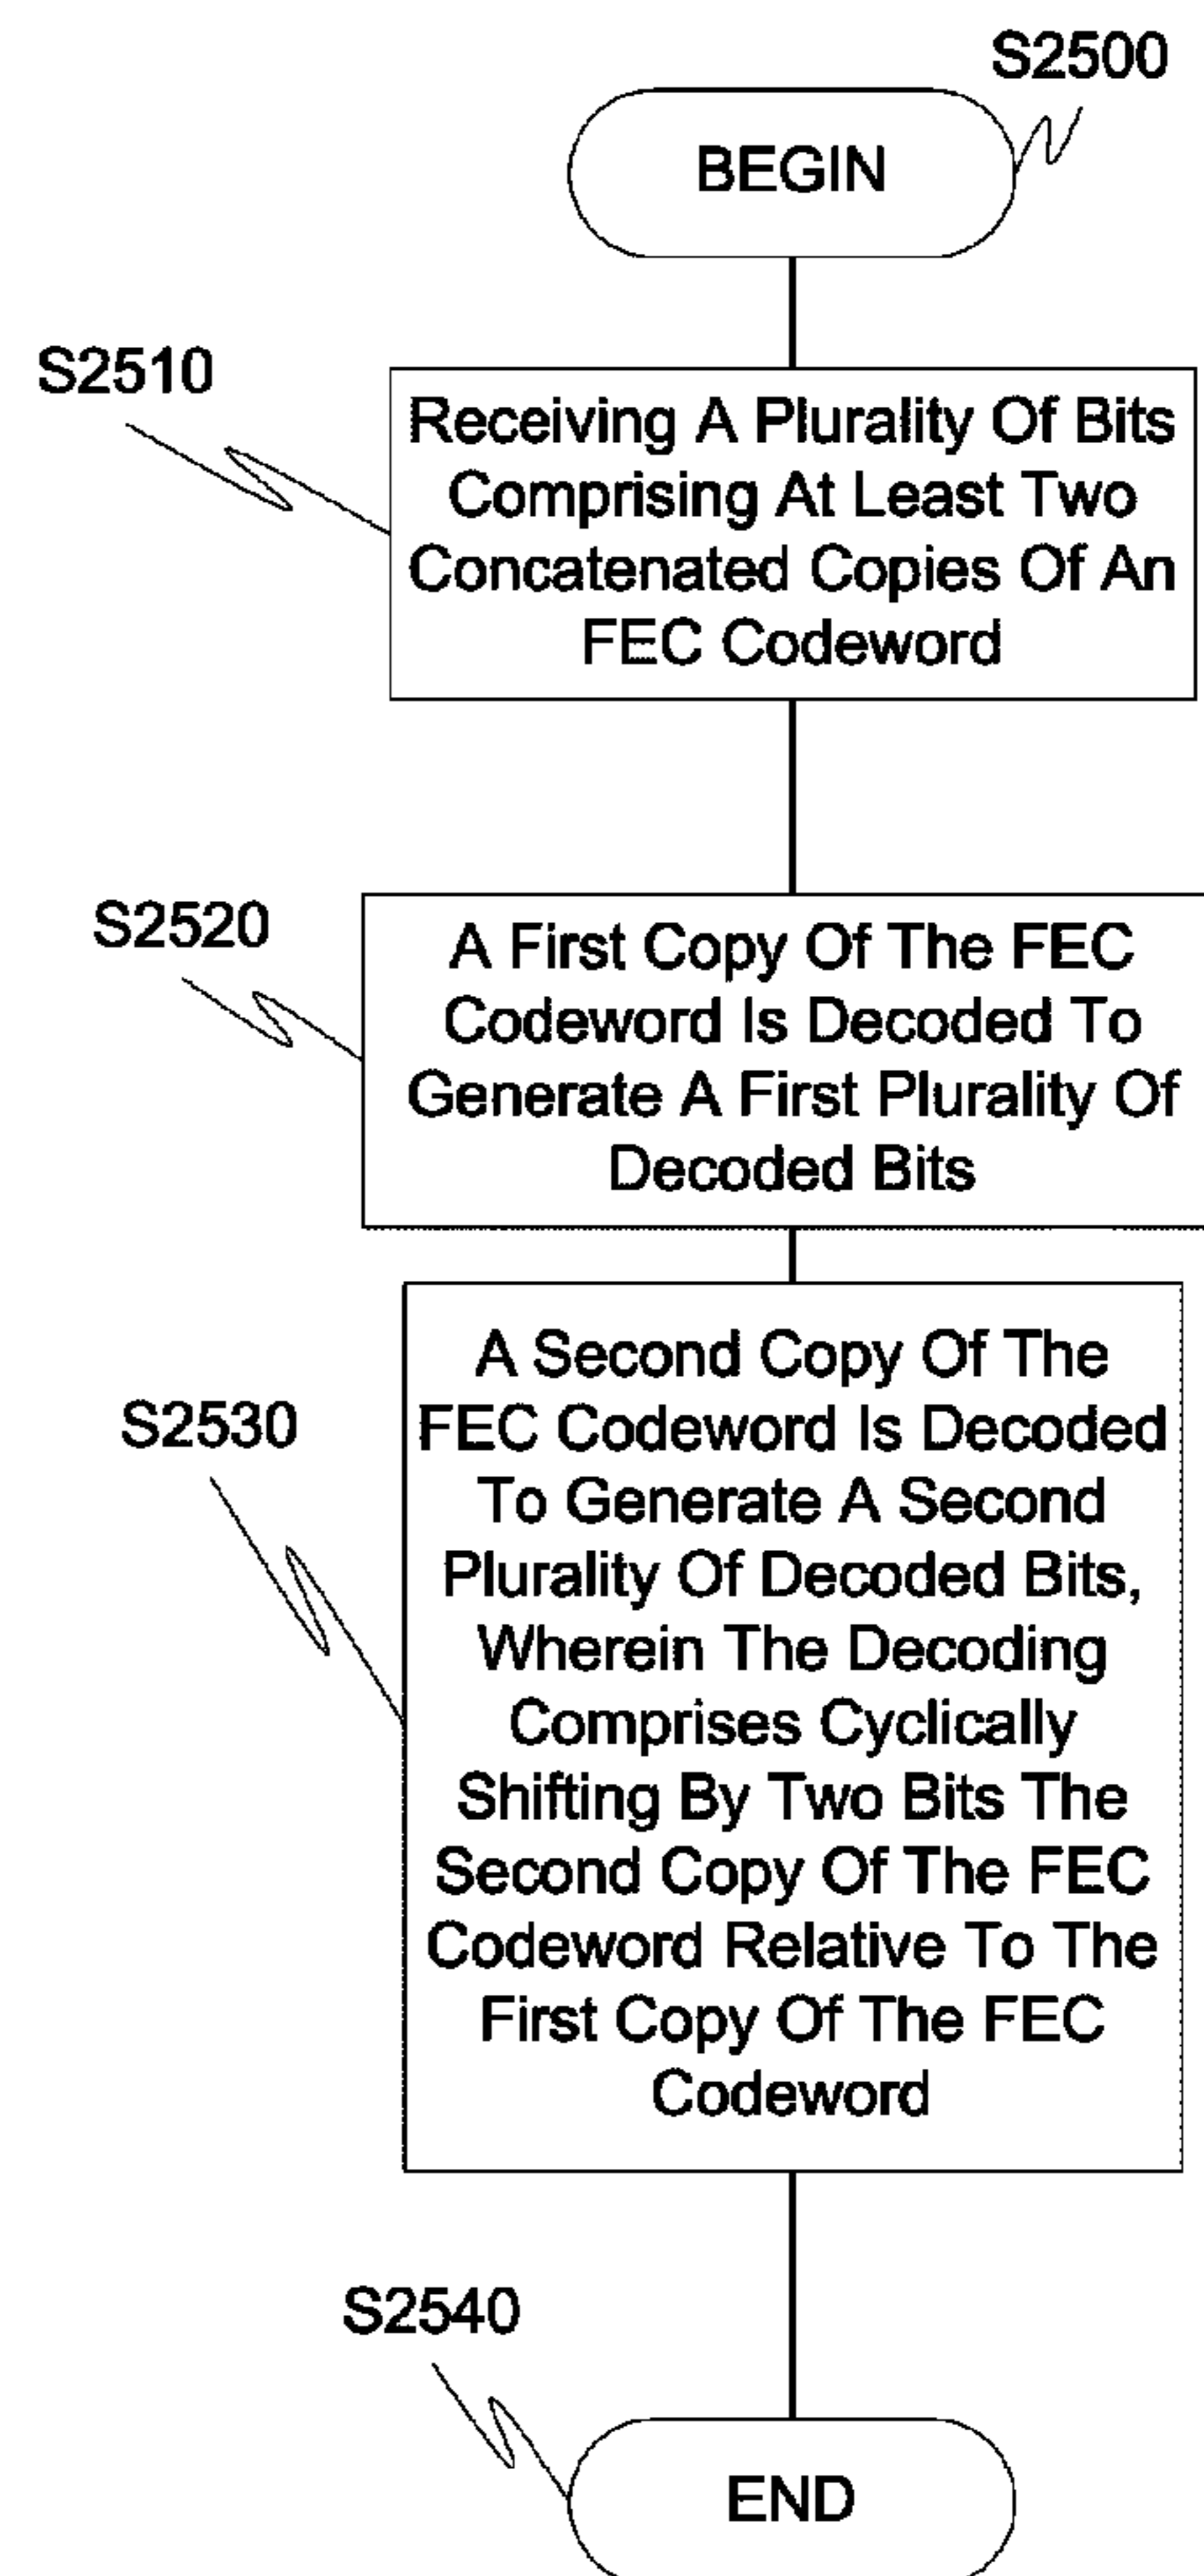 S2500
BEGIN
S2510
Receiving A Plurality Of Bits
Comprising At Least Two
Concatenated Copies Of An
FEC Codeword
S2520
A First Copy Of The FEC
Codeword Is Decoded To
Generate A First Plurality Of
Decoded Bits
S2530
A Second Copy Of The
FEC Codeword Is Decoded
To Generate A Second
Plurality Of Decoded Bits,
Wherein The Decoding
Comprises Cyclically
Shifting By Two Bits The
Second Copy Of The FEC
Codeword Relative To The
First Copy Of The FEC
Codeword
S2540
END